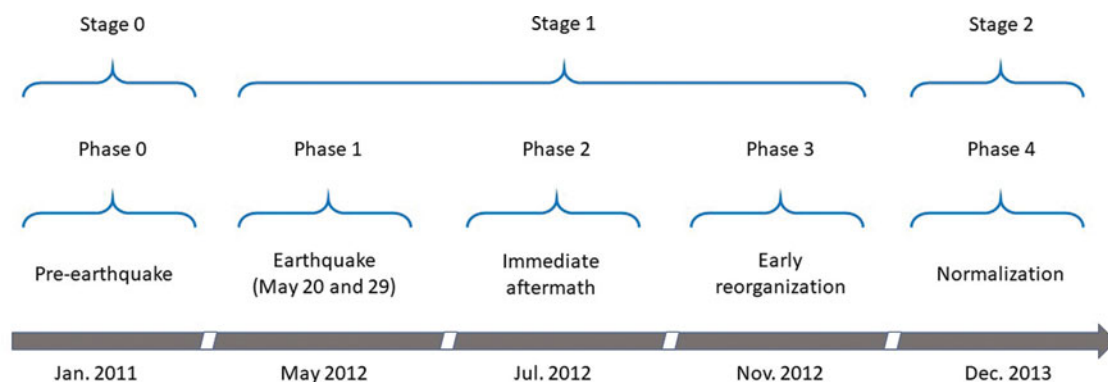 Stage 0
Stage 1
Stage 2
Phase 0
Phase 1
Phase 2
Phase 3
Phase 4
Pre-earthquake
Earthquake
(May 20 and 29)
Immediate
aftermath
Early
reorganization
Normalization
Jan. 2011
May 2012
Jul. 2012
Nov. 2012
Dec. 2013